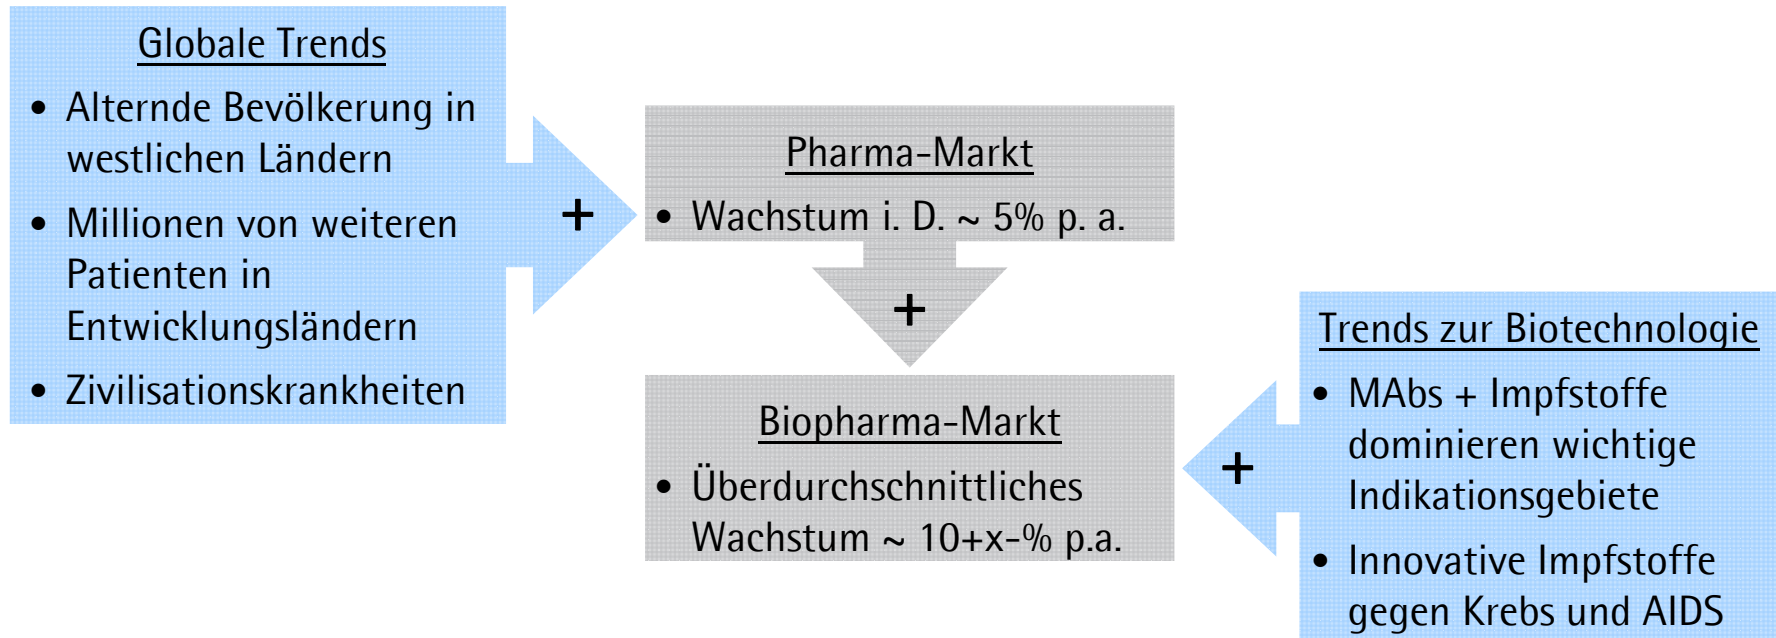 Globale Trends
• Alternde Bevölkerung in
westlichen Ländern
• Millionen von weiteren
Patienten in
Entwicklungsländern
• Zivilisationskrankheiten
+
Pharma-Markt
• Wachstum i. D. ~ 5% p. a.
+
Biopharma-Markt
• Überdurchschnittliches
Wachstum ~ 10+x-% p.a.
+
Trends zur Biotechnologie
• MAbs + Impfstoffe
dominieren wichtige
Indikationsgebiete
• Innovative Impfstoffe
gegen Krebs und AIDS